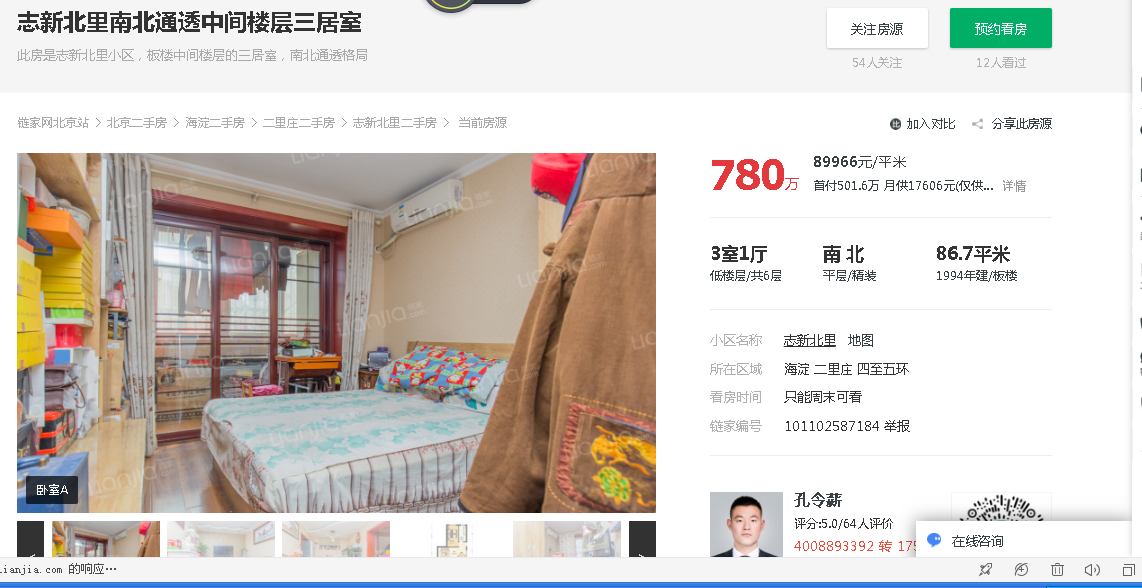 志新北里南北通透中间楼层三居室
此房是志新北里小区，板楼中间楼层的三居室，南北通透格局
关注房源
54人关注
预约看房
12人看过
链家网北京站 > 北京二手房 > 海淀二手房 > 二里庄二手房 > 志新北里二手房 > 当前房源
加入对比 分享此房源
780万
89966元/平米
首付501.6万 月供17606元(仅供... 详情
3室1厅
低楼层/共6层
南 北
平层/精装
86.7平米
1994年建/板楼
小区名称 志新北里 地图
所在区域 海淀 二里庄 四至五环
看房时间 只能周末可看
链家编号 101102587184 举报
lianjia
lianjia
lianjia
lianjia
卧室A
孔令薪
评分:5.0/64人评价
4008893392 转 175
在线咨询
lianjia.com 的响应…